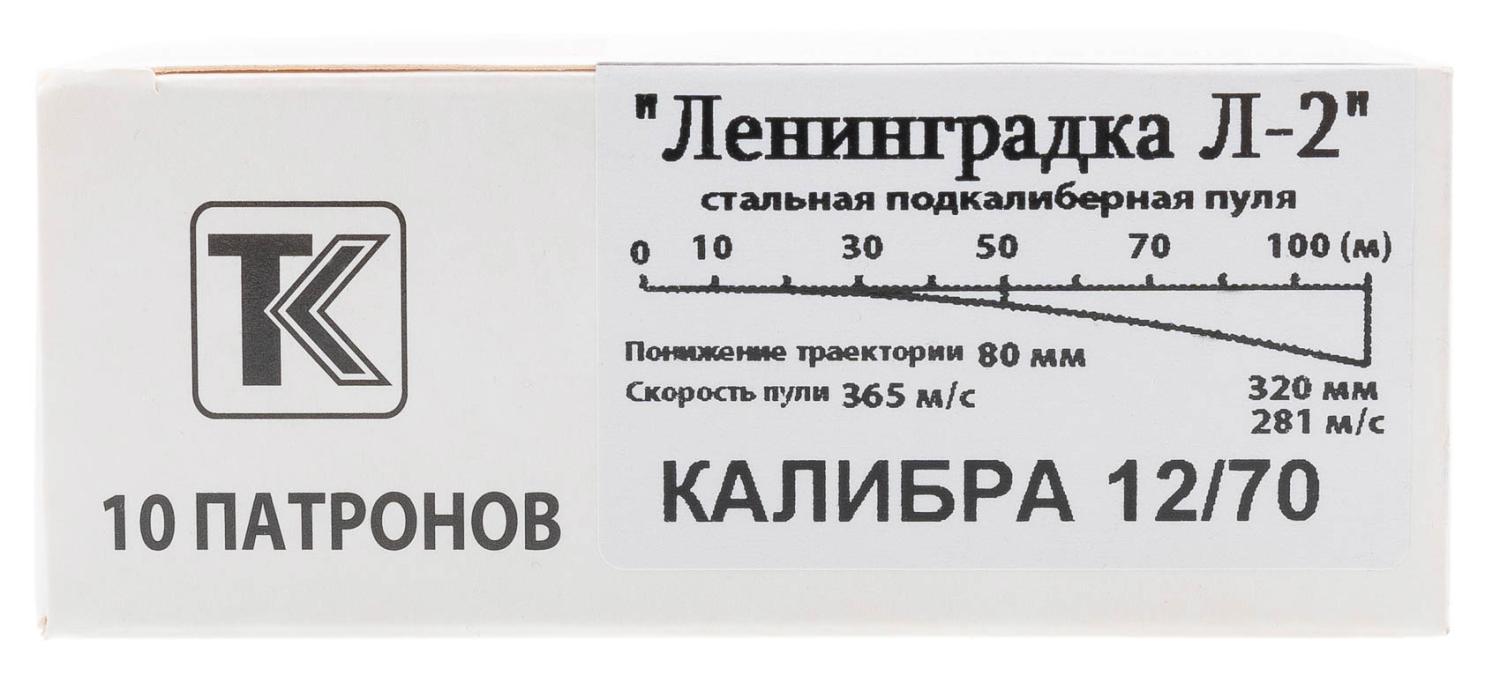 ТК
10 ПАТРОНОВ
"Ленинградка Л-2"
стальная подкалиберная пуля
0 10 30 50 70 100 (м)
Понижение траектории 80 мм
Скорость пули 365 м/с
320 мм
281 м/с
КАЛИБРА 12/70